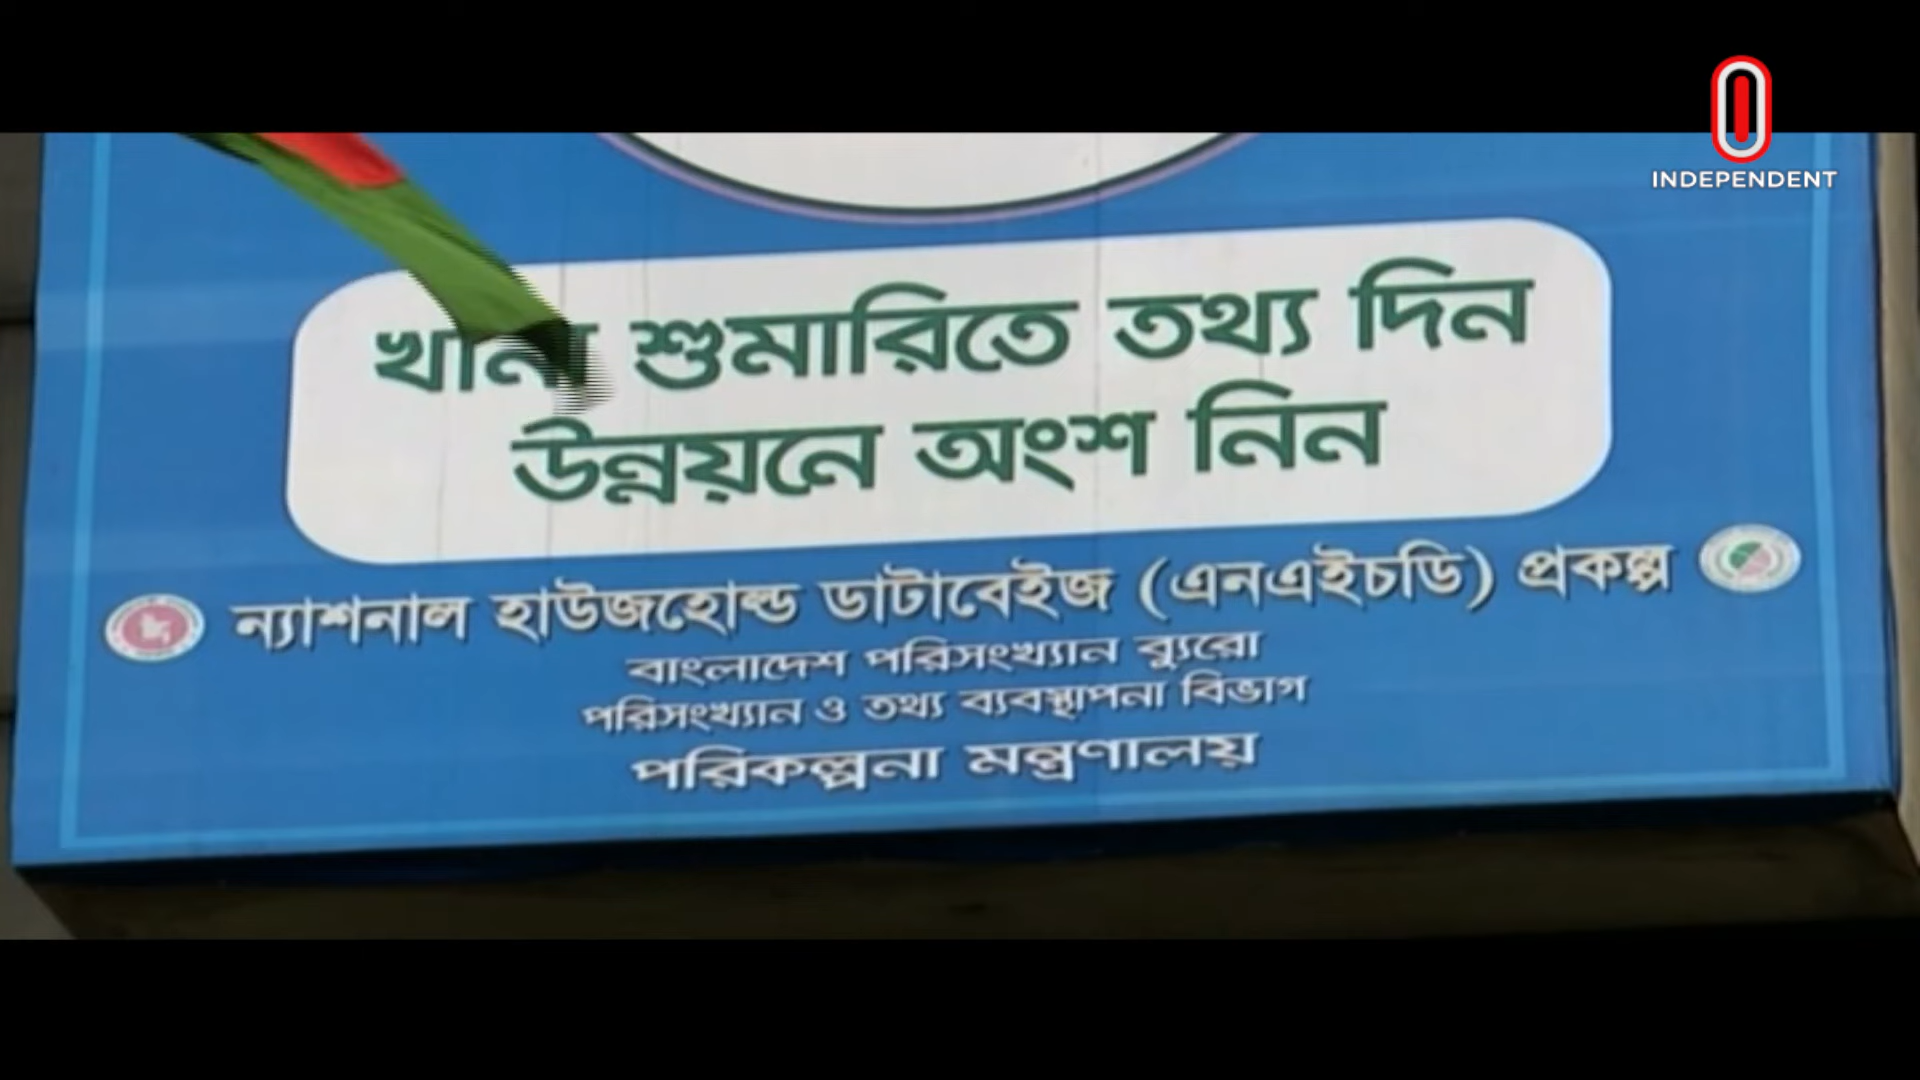 INDEPENDENT
খানা শুমারিতে তথ্য দিন
উন্নয়নে অংশ নিন
ন্যাশনাল হাউজহোল্ড ডাটাবেইজ (এনএইচডি) প্রকল্প
বাংলাদেশ পরিসংখ্যান ব্যুরো
পরিসংখ্যান ও তথ্য ব্যবস্থাপনা বিভাগ
পরিকল্পনা মন্ত্রণালয়